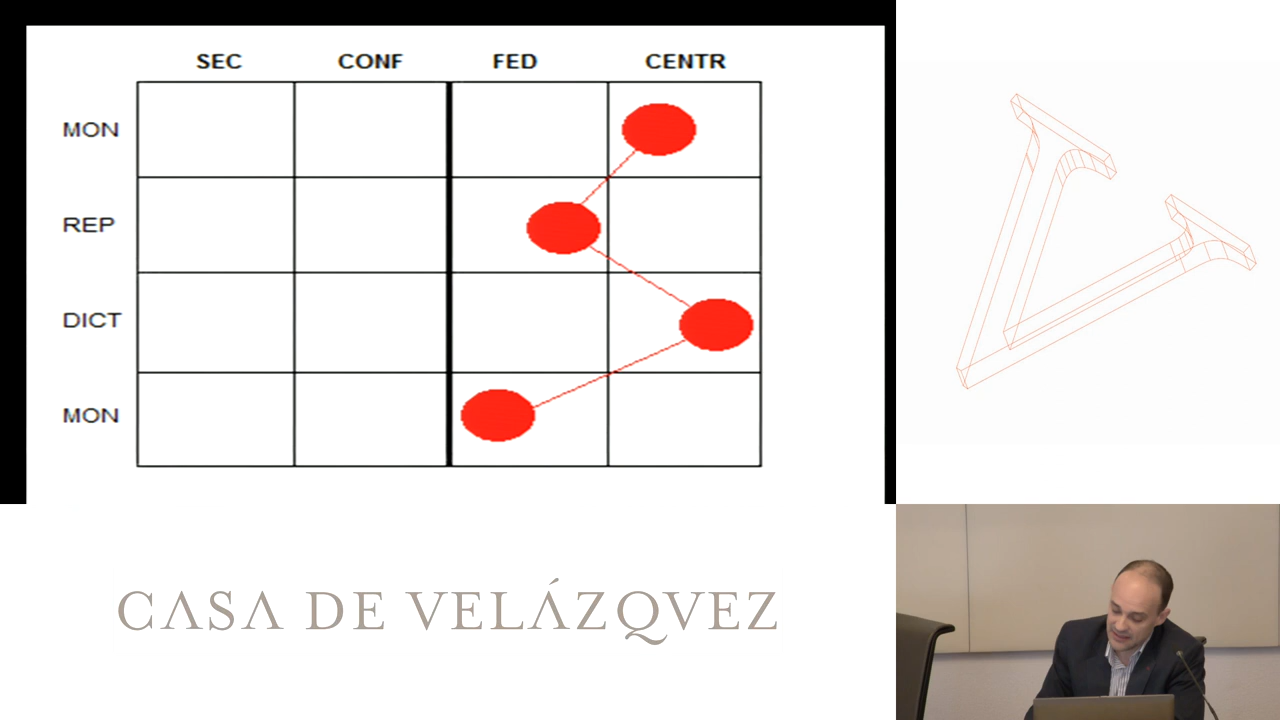 SEC CONF FED CENTR
MON
REP
DICT
MON
CASA DE VELÁZQVEZ